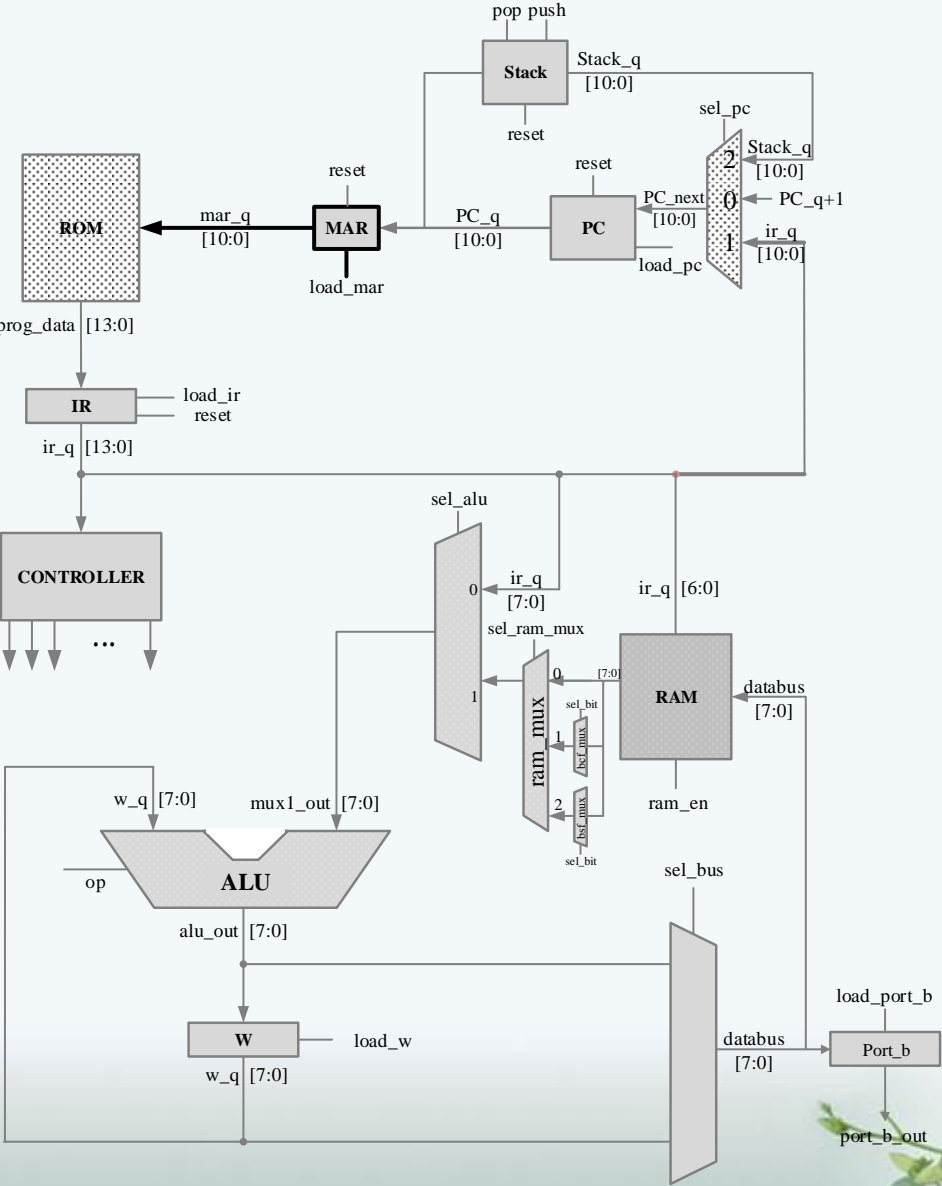 pop push
Stack
Stack_q
[10:0]
reset
sel_pc
2
Stack_q
[10:0]
0
PC_q+1
1
ir_q
[10:0]
reset
PC
PC_next
[10:0]
load_pc
PC_q
[10:0]
reset
MAR
load_mar
mar_q
[10:0]
ROM
prog_data [13:0]
IR
load_ir
reset
ir_q [13:0]
CONTROLLER
...
sel_alu
0
ir_q
[7:0]
1
sel_ram_mux
ram_mux
0
[7:0]
1
sel_bit
bcf_mux
2
bsf_mux
sel_bit
ir_q [6:0]
RAM
databus
[7:0]
ram_en
w_q [7:0]
mux1_out [7:0]
op
ALU
alu_out [7:0]
W
load_w
w_q [7:0]
sel_bus
databus
[7:0]
load_port_b
Port_b
port_b_out